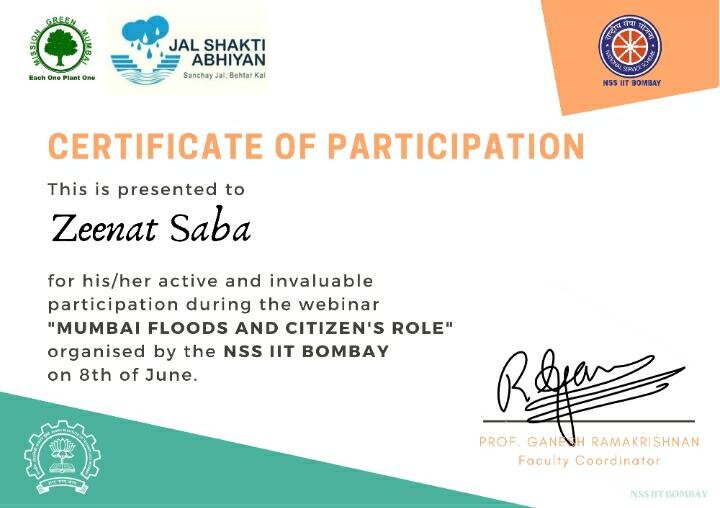 MISSION GREEN MUMBAI
Each One Plant One
JAL SHAKTI
ABHIYAN
Sanchay Jal, Behtar Kal
राष्ट्रीय सेवा योजना
NATIONAL SERVICE SCHEME
NSS IIT BOMBAY
CERTIFICATE OF PARTICIPATION
This is presented to
Zeenat Saba
for his/her active and invaluable
participation during the webinar
"MUMBAI FLOODS AND CITIZEN'S ROLE"
organised by the NSS IIT BOMBAY
on 8th of June.
PROF. GANESH RAMAKRISHNAN
Faculty Coordinator
NSS IIT BOMBAY